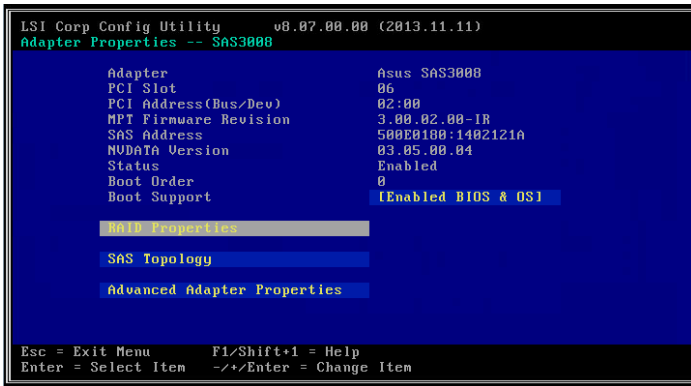 LSI Corp Config Utility v8.07.00.00 (2013.11.11)
Adapter Properties -- SAS3008
Adapter Asus SAS3008
PCI Slot 06
PCI Address(Bus/Dev) 02:00
MPT Firmware Revision 3.00.02.00-IR
SAS Address 500E0180:1402121A
NVDATA Version 03.05.00.04
Status Enabled
Boot Order 0
Boot Support [Enabled BIOS & OS]
RAID Properties
SAS Topology
Advanced Adapter Properties
Esc = Exit Menu F1/Shift+1 = Help
Enter = Select Item -/+/Enter = Change Item